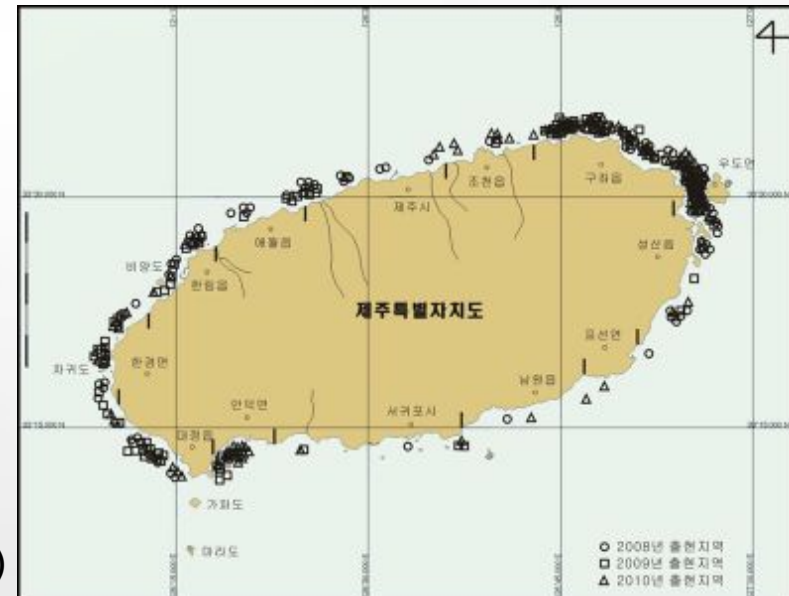 우도면
구좌읍
조천읍
제주시
성산읍
애월읍
비양도
한림읍
제주특별자치도
표선면
차귀도
한경면
남원읍
안덕면
서귀포시
대정읍
가파도
마라도
2008년 출현지역
2009년 출현지역
2010년 출현지역
)